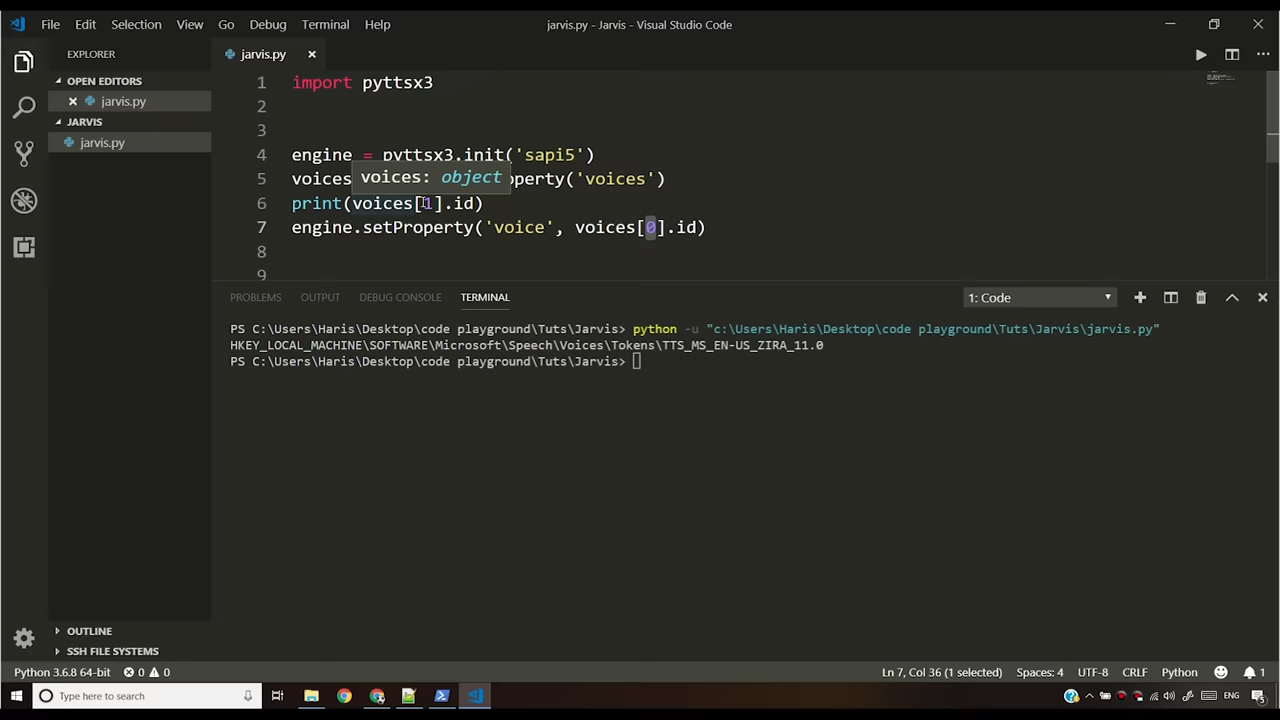 File Edit Selection View Go Debug Terminal Help jarvis.py - Jarvis - Visual Studio Code
EXPLORER
OPEN EDITORS
jarvis.py
JARVIS
jarvis.py
OUTLINE
SSH FILE SYSTEMS
jarvis.py
1 import pyttsx3
2
3
4 engine = pyttsx3.init('sapi5')
5 voices operty('voices')
voices: object
6 print(voices[1].id)
7 engine.setProperty('voice', voices[0].id)
8
9
PROBLEMS OUTPUT DEBUG CONSOLE TERMINAL 1: Code
PS C:\Users\Haris\Desktop\code playground\Tuts\Jarvis> python -u "c:\Users\Haris\Desktop\code playground\Tuts\Jarvis\jarvis.py"
HKEY_LOCAL_MACHINE\SOFTWARE\Microsoft\Speech\Voices\Tokens\TTS_MS_EN-US_ZIRA_11.0
PS C:\Users\Haris\Desktop\code playground\Tuts\Jarvis>
Python 3.6.8 64-bit 0 0 Ln 7, Col 36 (1 selected) Spaces: 4 UTF-8 CRLF Python 1
Type here to search ENG 5